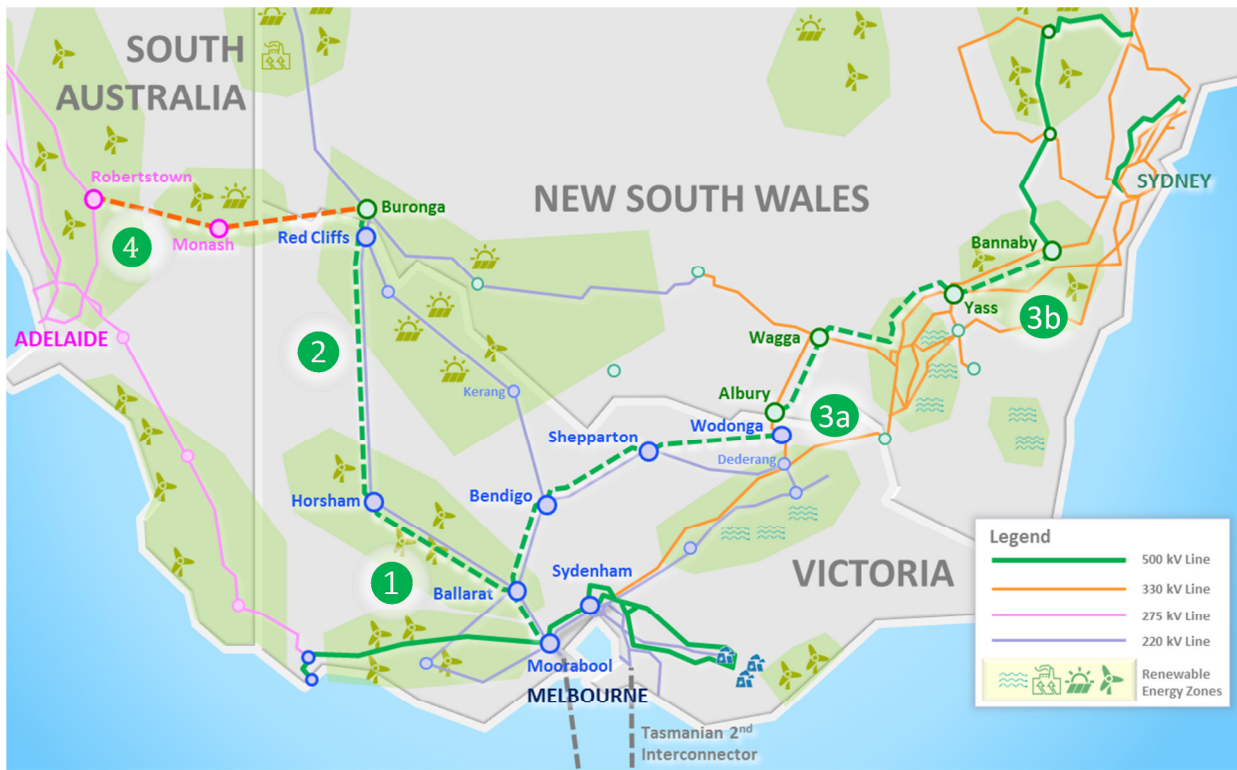 SOUTH
AUSTRALIA
Robertstown
Buronga
NEW SOUTH WALES
SYDNEY
Red Cliffs
Monash
4
Bannaby
Yass
3b
ADELAIDE
2
Wagga
Kerang
Albury
3a
Shepparton
Wodonga
Dederang
Horsham
Bendigo
1
Ballarat
Sydenham
VICTORIA
Moorabool
MELBOURNE
Tasmanian 2nd
Interconnector
Legend
500 kV Line
330 kV Line
275 kV Line
220 kV Line
Renewable
Energy Zones